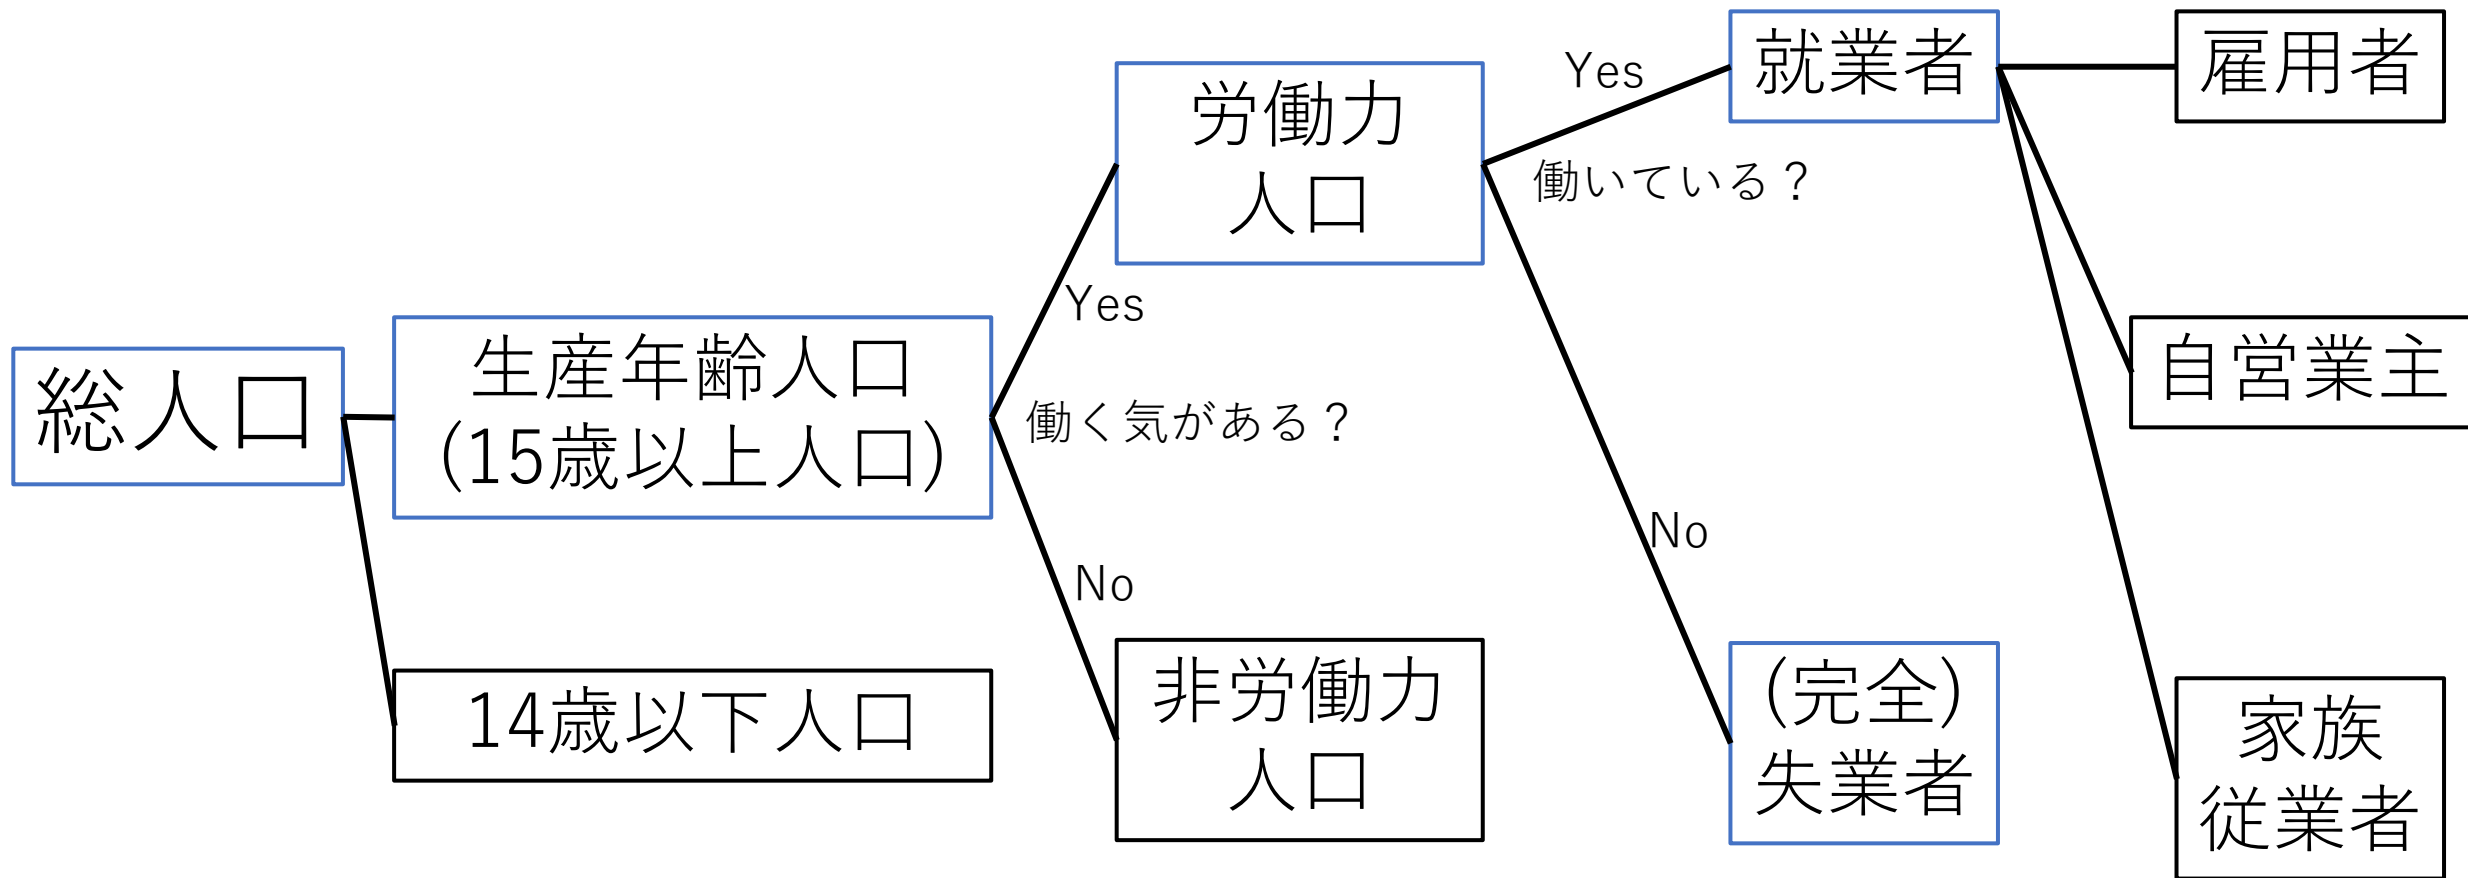 総人口
生産年齢人口
(15歳以上人口)
14歳以下人口
Yes
働く気がある？
No
労働力
人口
非労働力
人口
Yes
働いている？
No
就業者
(完全)
失業者
雇用者
自営業主
家族
従業者